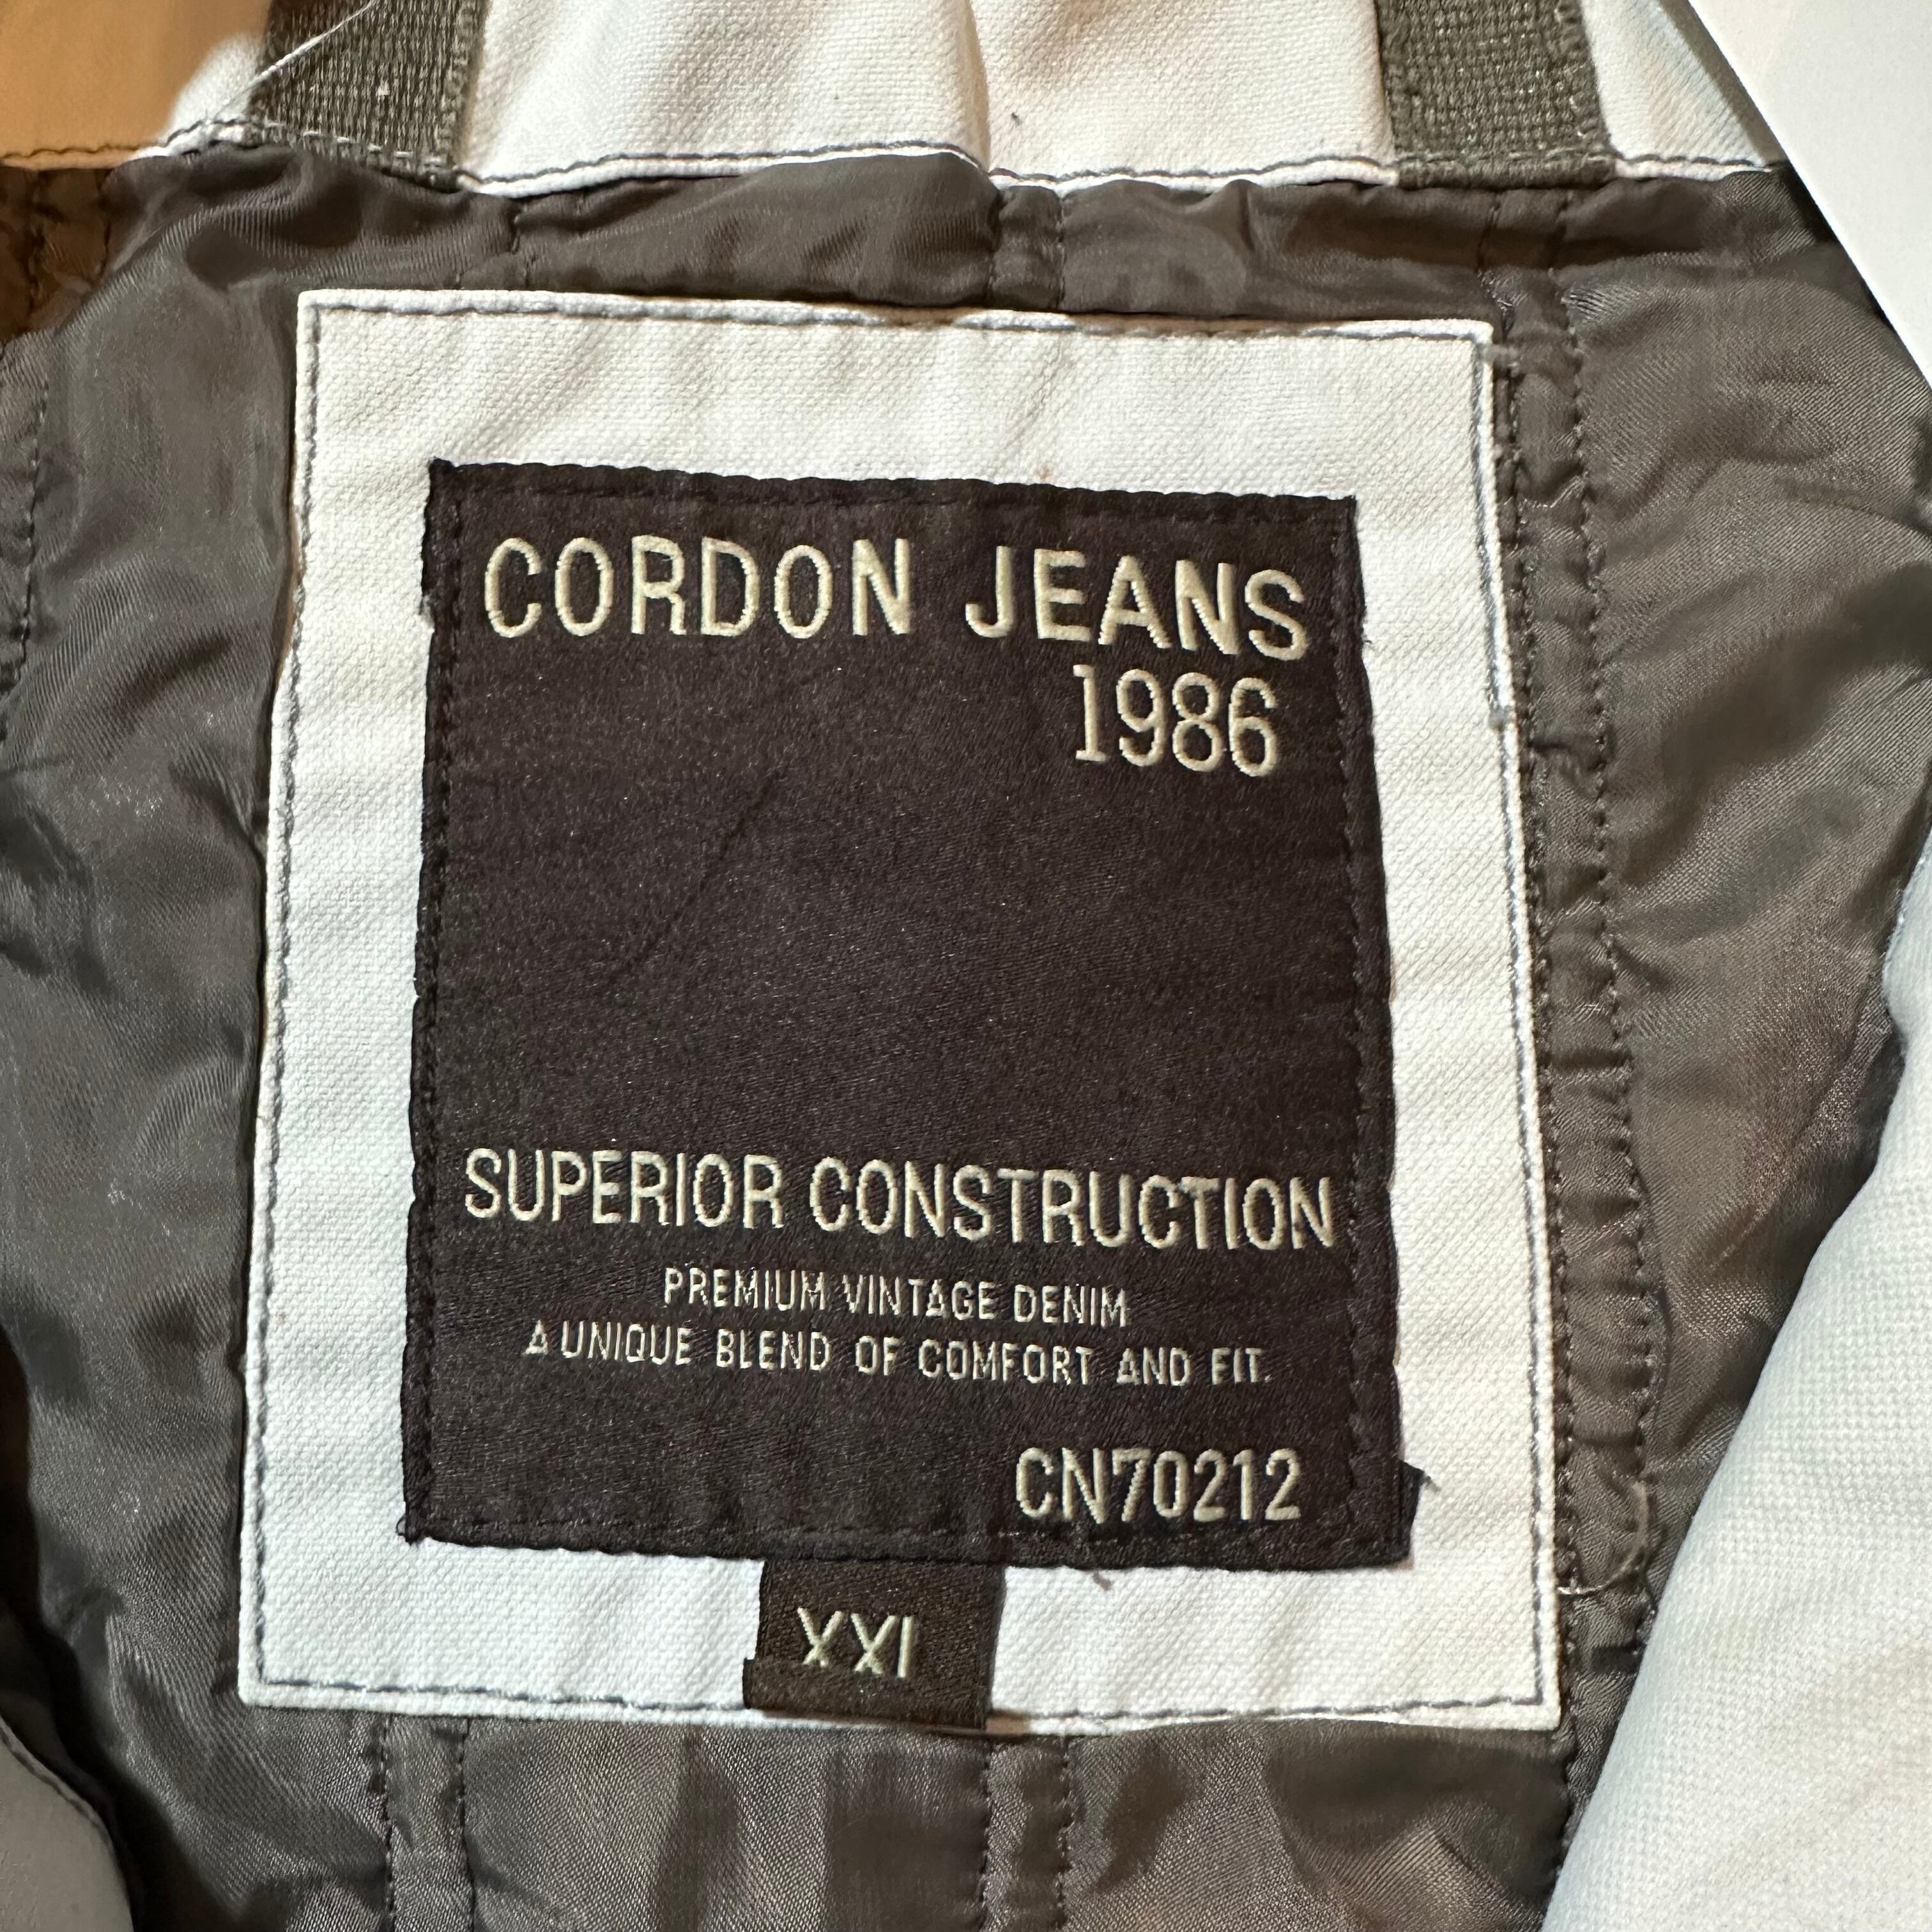 CORDON JEANS
1986
SUPERIOR CONSTRUCTION
PREMIUM VINTAGE DENIM
A UNIQUE BLEND OF COMFORT AND FIT.
CN70212
XXl